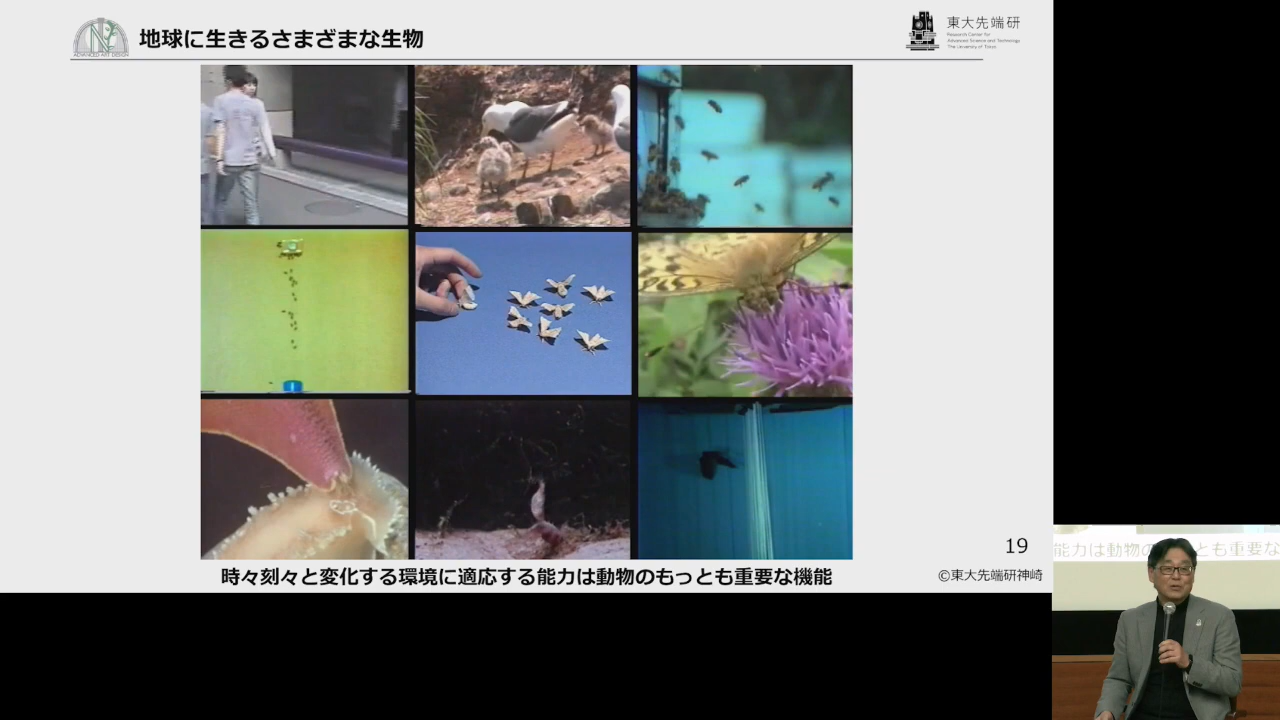 地球に生きるさまざまな生物
ADVANCED ART DESIGN
東大先端研
Research Center for
Advanced Science and Technology
The University of Tokyo
19
時々刻々と変化する環境に適応する能力は動物のもっとも重要な機能
©東大先端研神崎
能力は動物の
とも重要な